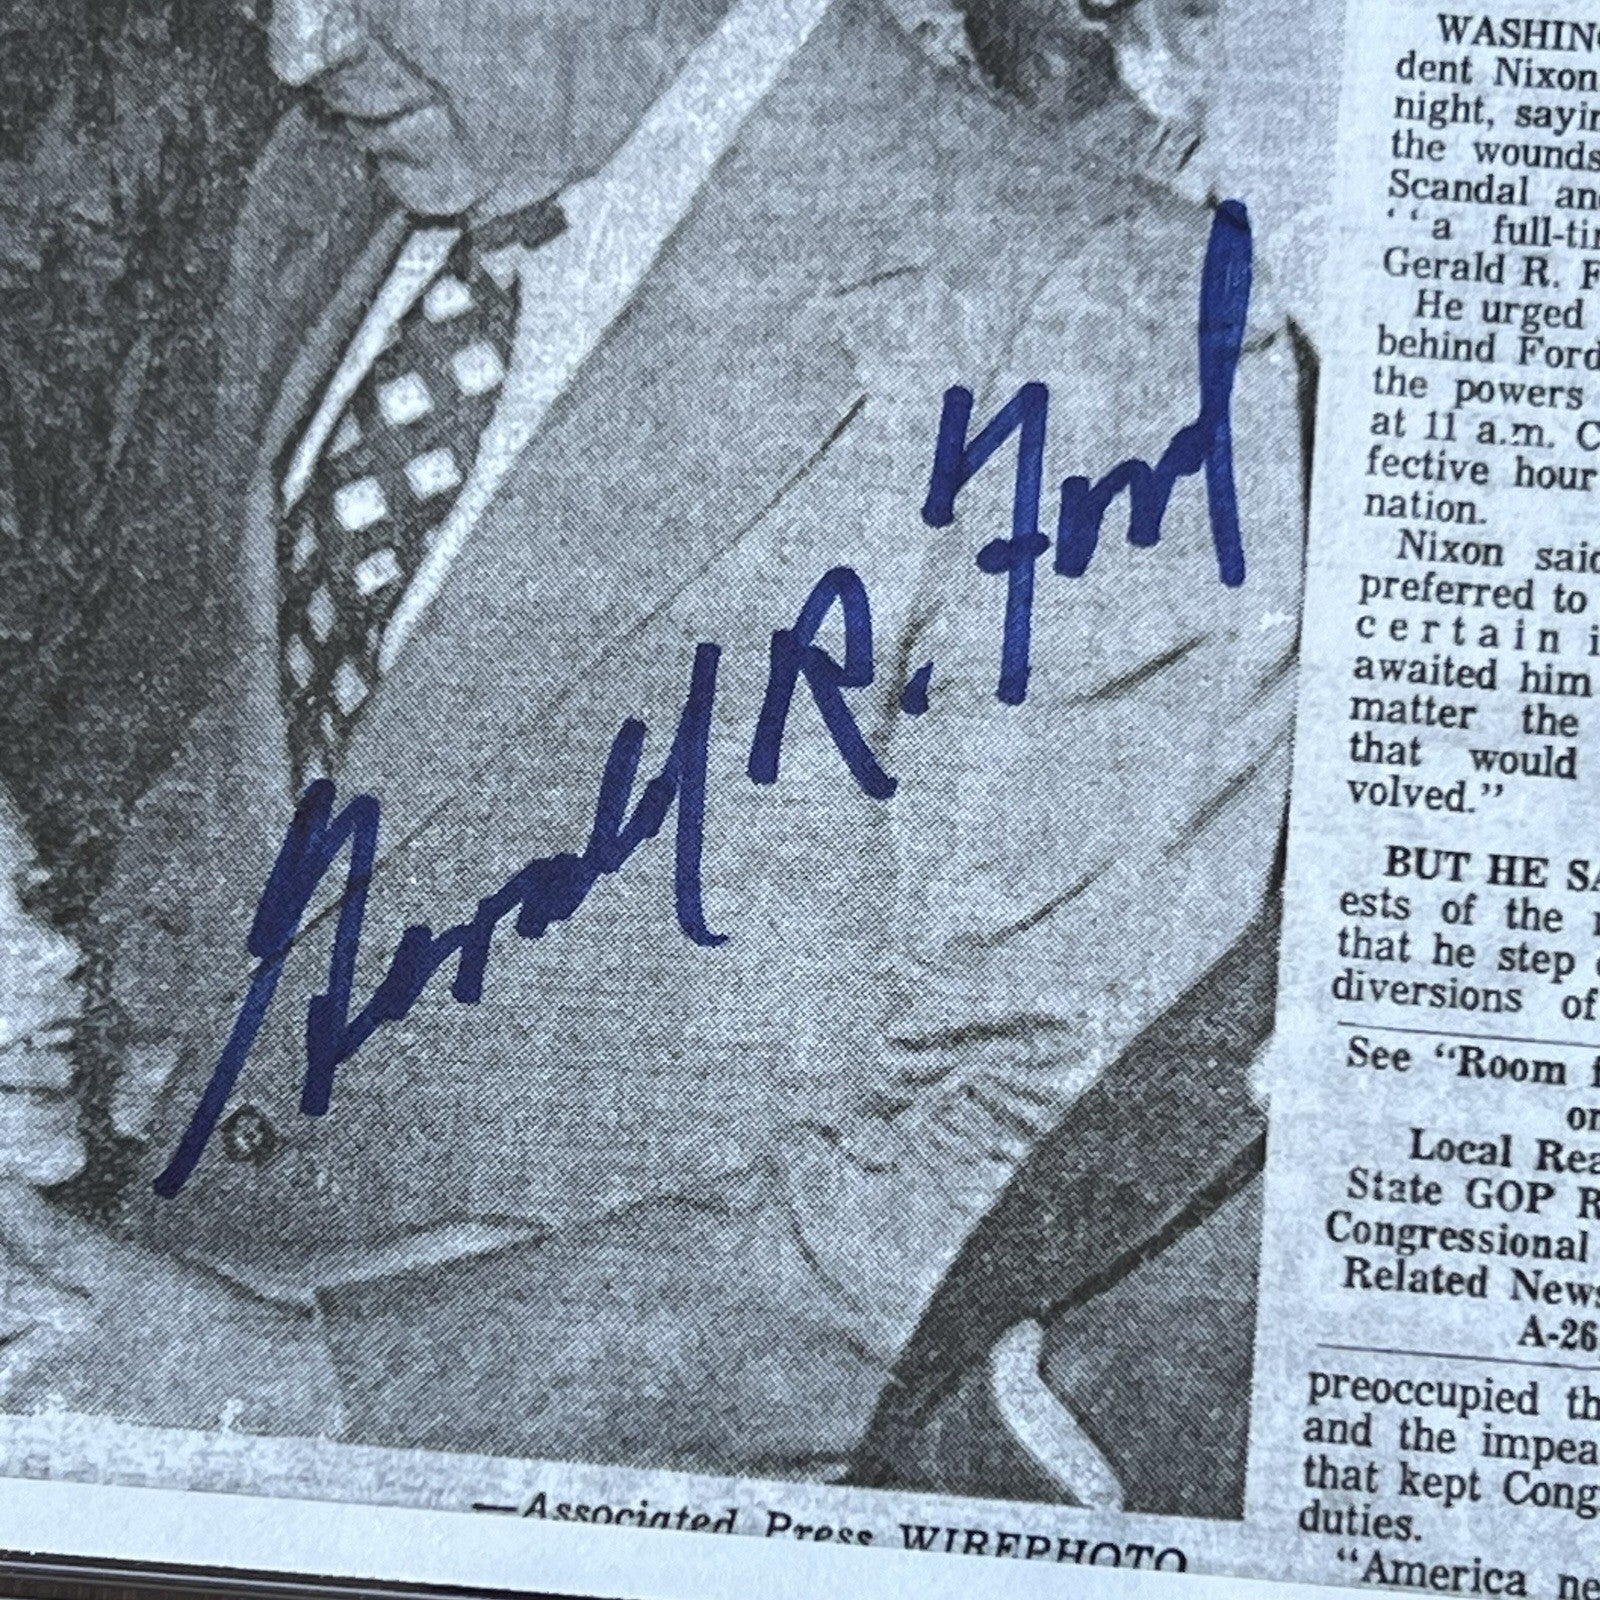 Gerald R. Ford
—Associated Press WIREPHOTO
WASHING
dent Nixon
night, sayin
the wounds
Scandal an
"a full-ti
Gerald R. F
He urged
behind Ford
the powers
at 11 a.m. C
fective hour
nation.
Nixon said
preferred to
certain i
awaited him
matter the
that would
volved."
BUT HE SA
ests of the
that he step
diversions of
See "Room f
on
Local Rea
State GOP R
Congressional
Related News
A-26
preoccupied th
and the impea
that kept Cong
duties.
"America ne